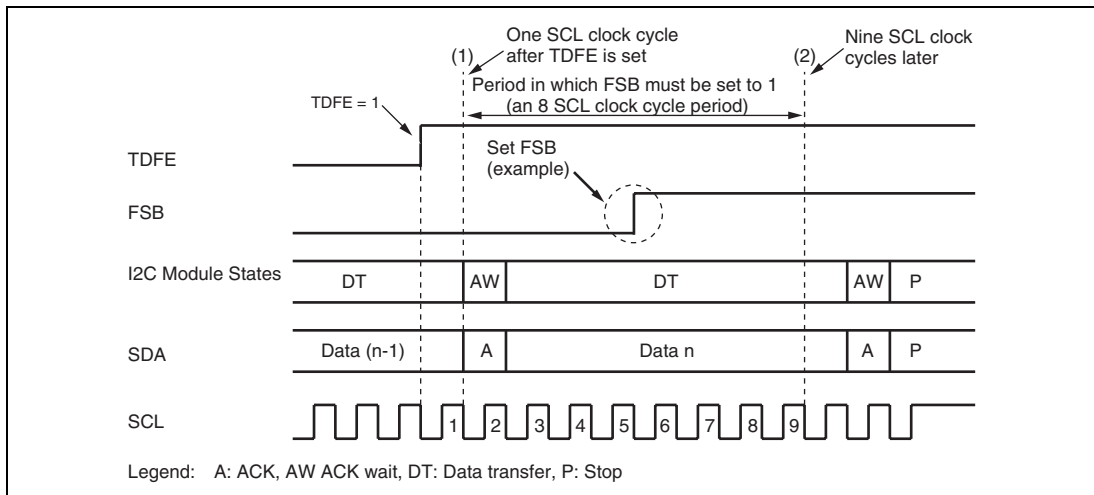 One SCL clock cycle
after TDFE is set
Nine SCL clock
cycles later
(1)
(2)
Period in which FSB must be set to 1
(an 8 SCL clock cycle period)
TDFE = 1
TDFE
Set FSB
(example)
FSB
I2C Module States
DT AW DT AW P
SDA
Data (n-1) A Data n A P
SCL
1 2 3 4 5 6 7 8 9
Legend: A: ACK, AW ACK wait, DT: Data transfer, P: Stop